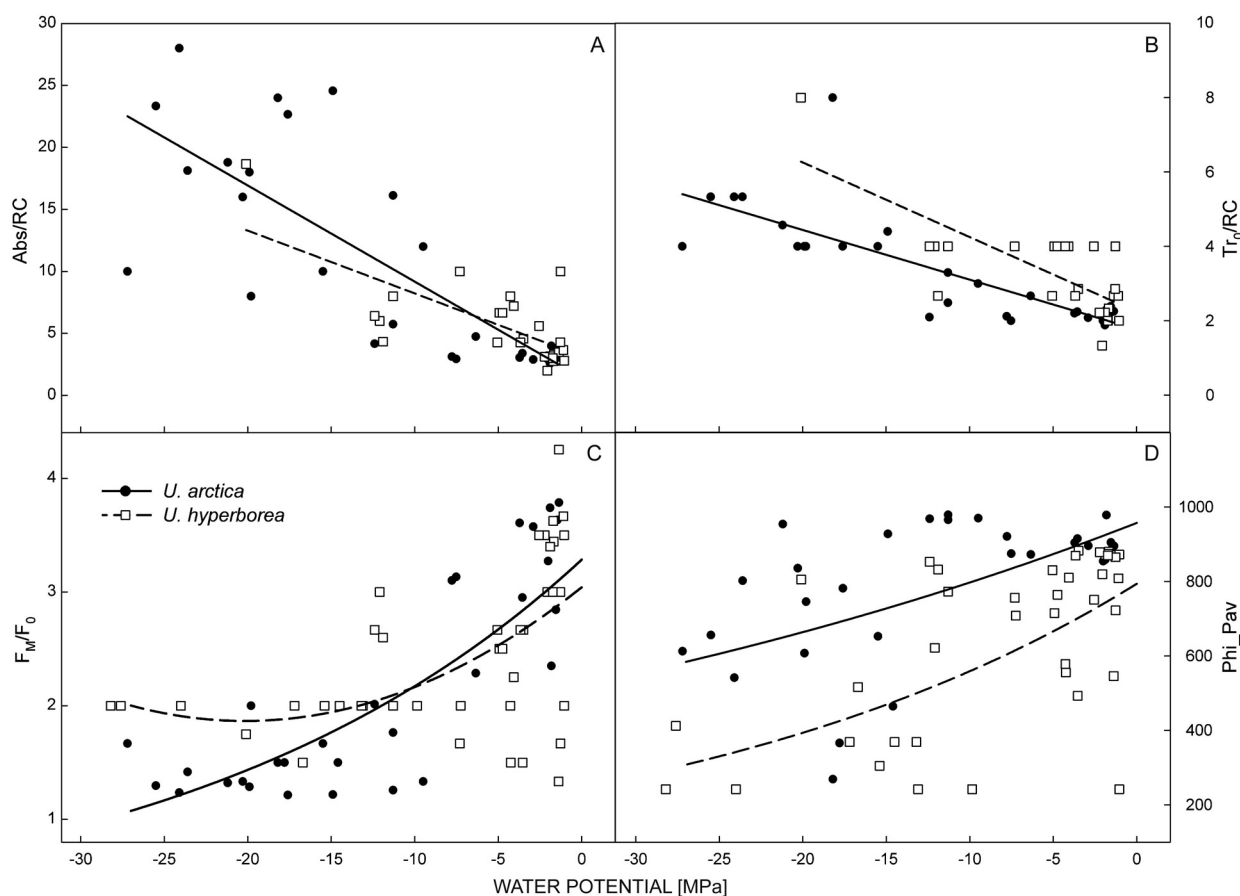 30
25
20
15
10
5
0
Abs/RC
A
B
10
8
6
4
2
0
Tr0/RC
4
3
2
1
FM/F0
C
U. arctica
U. hyperborea
D
1000
800
600
400
200
Phi_Pav
-30 -25 -20 -15 -10 -5 0
-30 -25 -20 -15 -10 -5 0
WATER POTENTIAL [MPa]